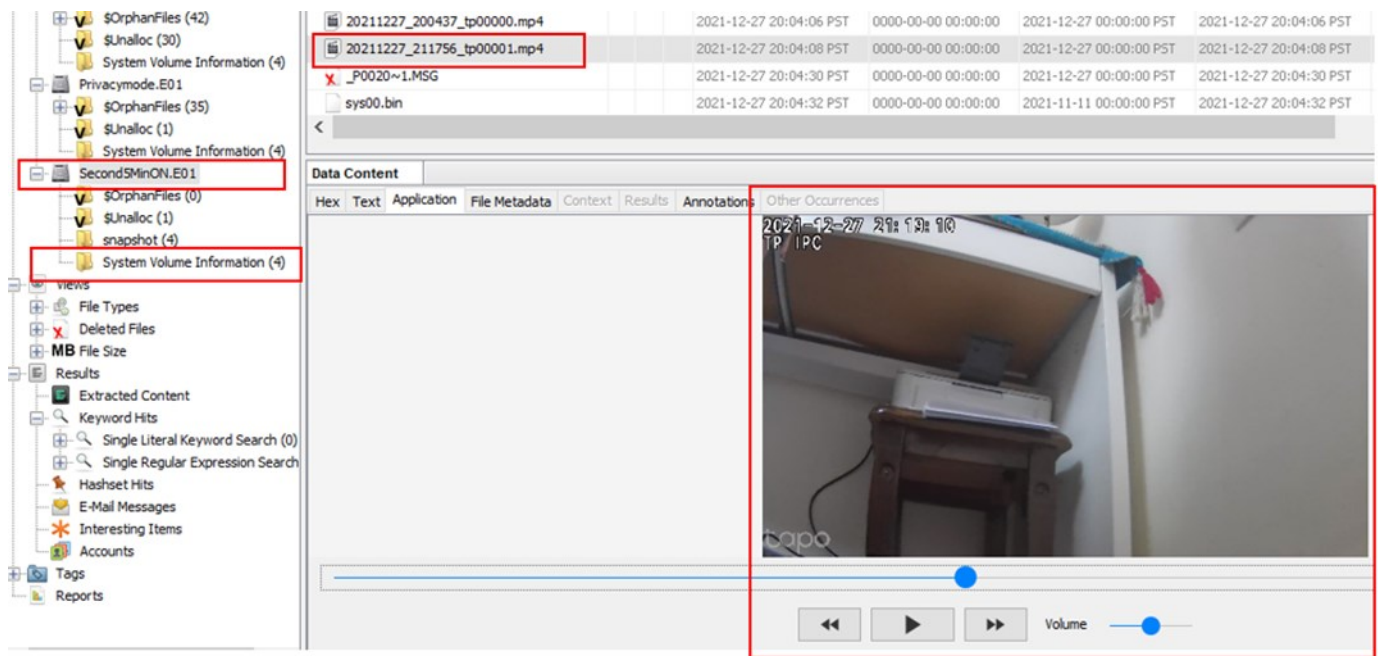 $OrphanFiles (42)
$Unalloc (30)
System Volume Information (4)
Privacymode.E01
$OrphanFiles (35)
$Unalloc (1)
System Volume Information (4)
Second5MinON.E01
$OrphanFiles (0)
$Unalloc (1)
snapshot (4)
System Volume Information (4)
Views
File Types
Deleted Files
MB File Size
Results
Extracted Content
Keyword Hits
Single Literal Keyword Search (0)
Single Regular Expression Search
Hashset Hits
E-Mail Messages
Interesting Items
Accounts
Tags
Reports
20211227_200437_tp00000.mp4 2021-12-27 20:04:06 PST 0000-00-00 00:00:00 2021-12-27 00:00:00 PST 2021-12-27 20:04:06 PST
20211227_211756_tp00001.mp4 2021-12-27 20:04:08 PST 0000-00-00 00:00:00 2021-12-27 00:00:00 PST 2021-12-27 20:04:08 PST
_P0020~1.MSG 2021-12-27 20:04:30 PST 0000-00-00 00:00:00 2021-12-27 00:00:00 PST 2021-12-27 20:04:30 PST
sys00.bin 2021-12-27 20:04:32 PST 0000-00-00 00:00:00 2021-11-11 00:00:00 PST 2021-12-27 20:04:32 PST
Data Content
Hex Text Application File Metadata Context Results Annotations Other Occurrences
2021-12-27 21:19:10
TP IPC
tapo
Volume